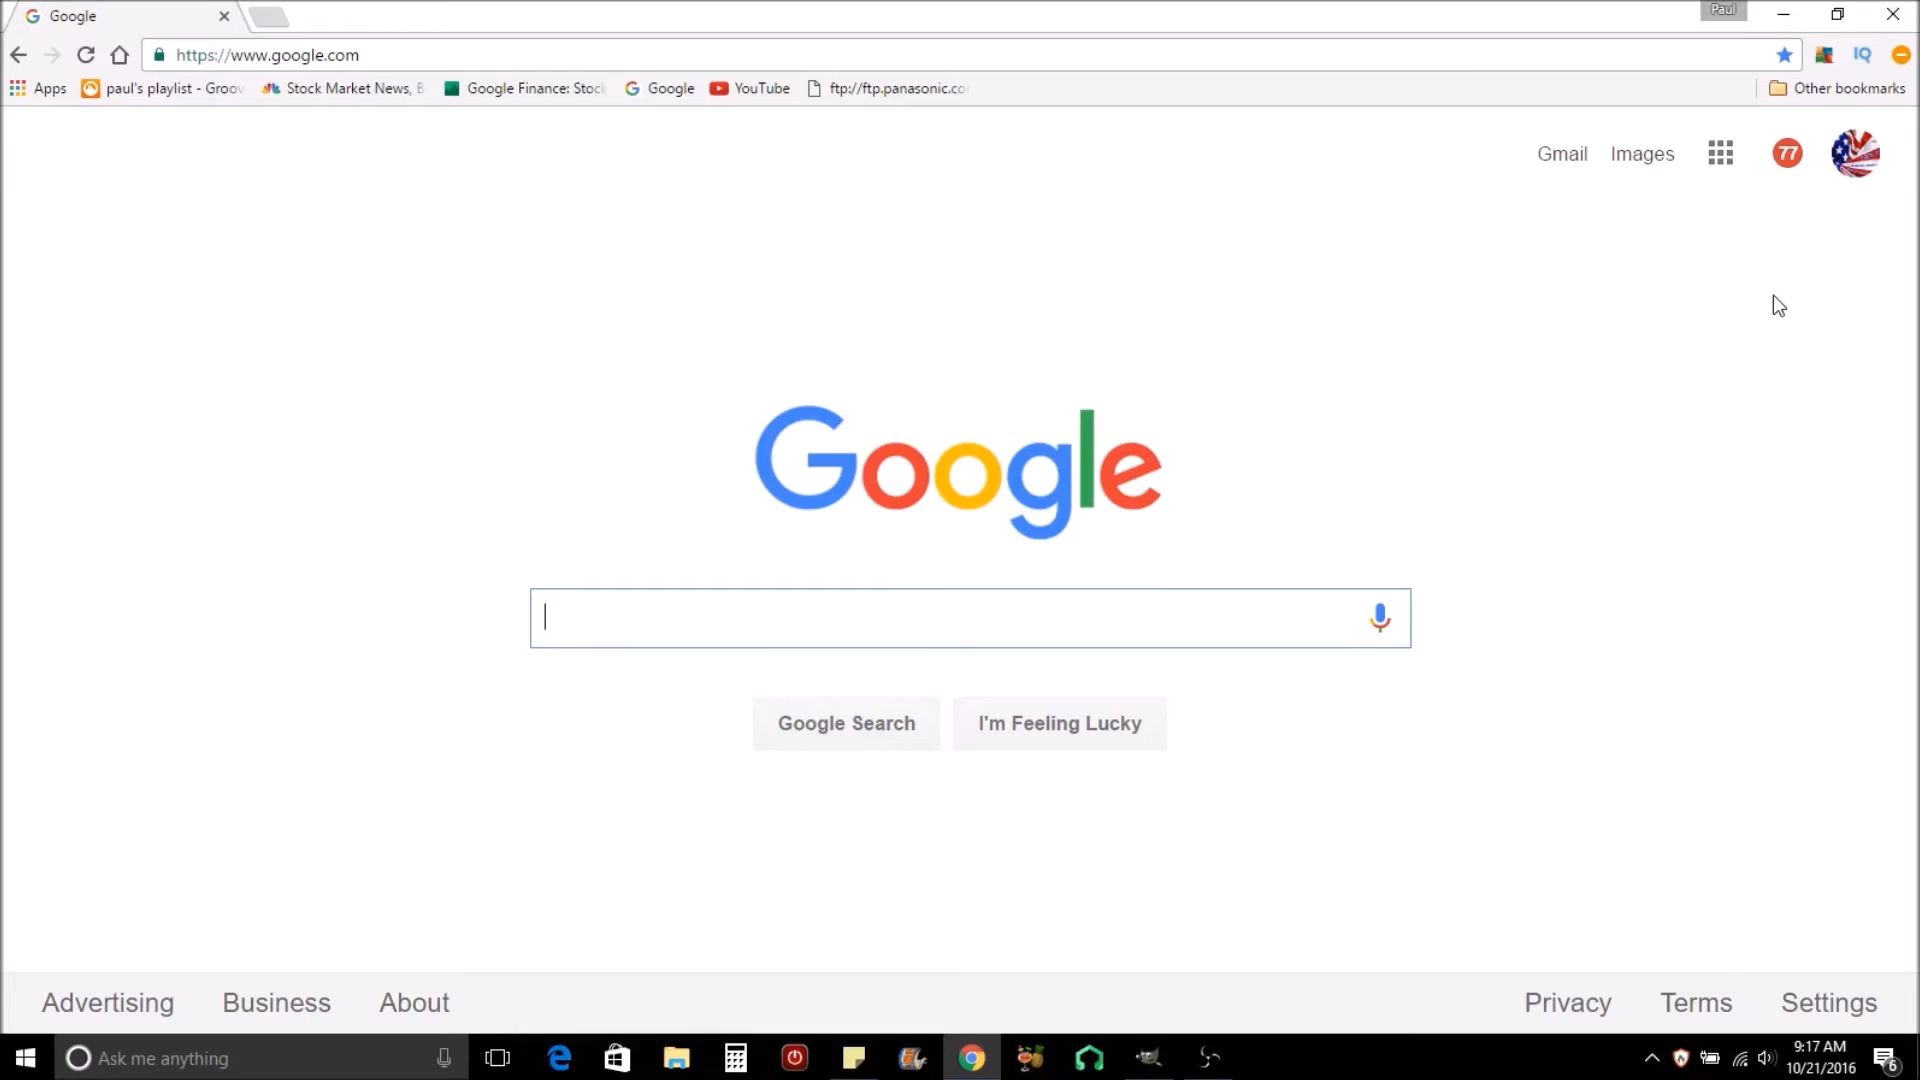 Google
Paul
https://www.google.com
Apps
paul's playlist - Groov
Stock Market News, B
Google Finance: Stock
Google
YouTube
ftp://ftp.panasonic.co
Other bookmarks
Gmail
Images
77
Google
Google Search
I'm Feeling Lucky
Advertising
Business
About
Privacy
Terms
Settings
Ask me anything
9:17 AM
10/21/2016
6
IQ